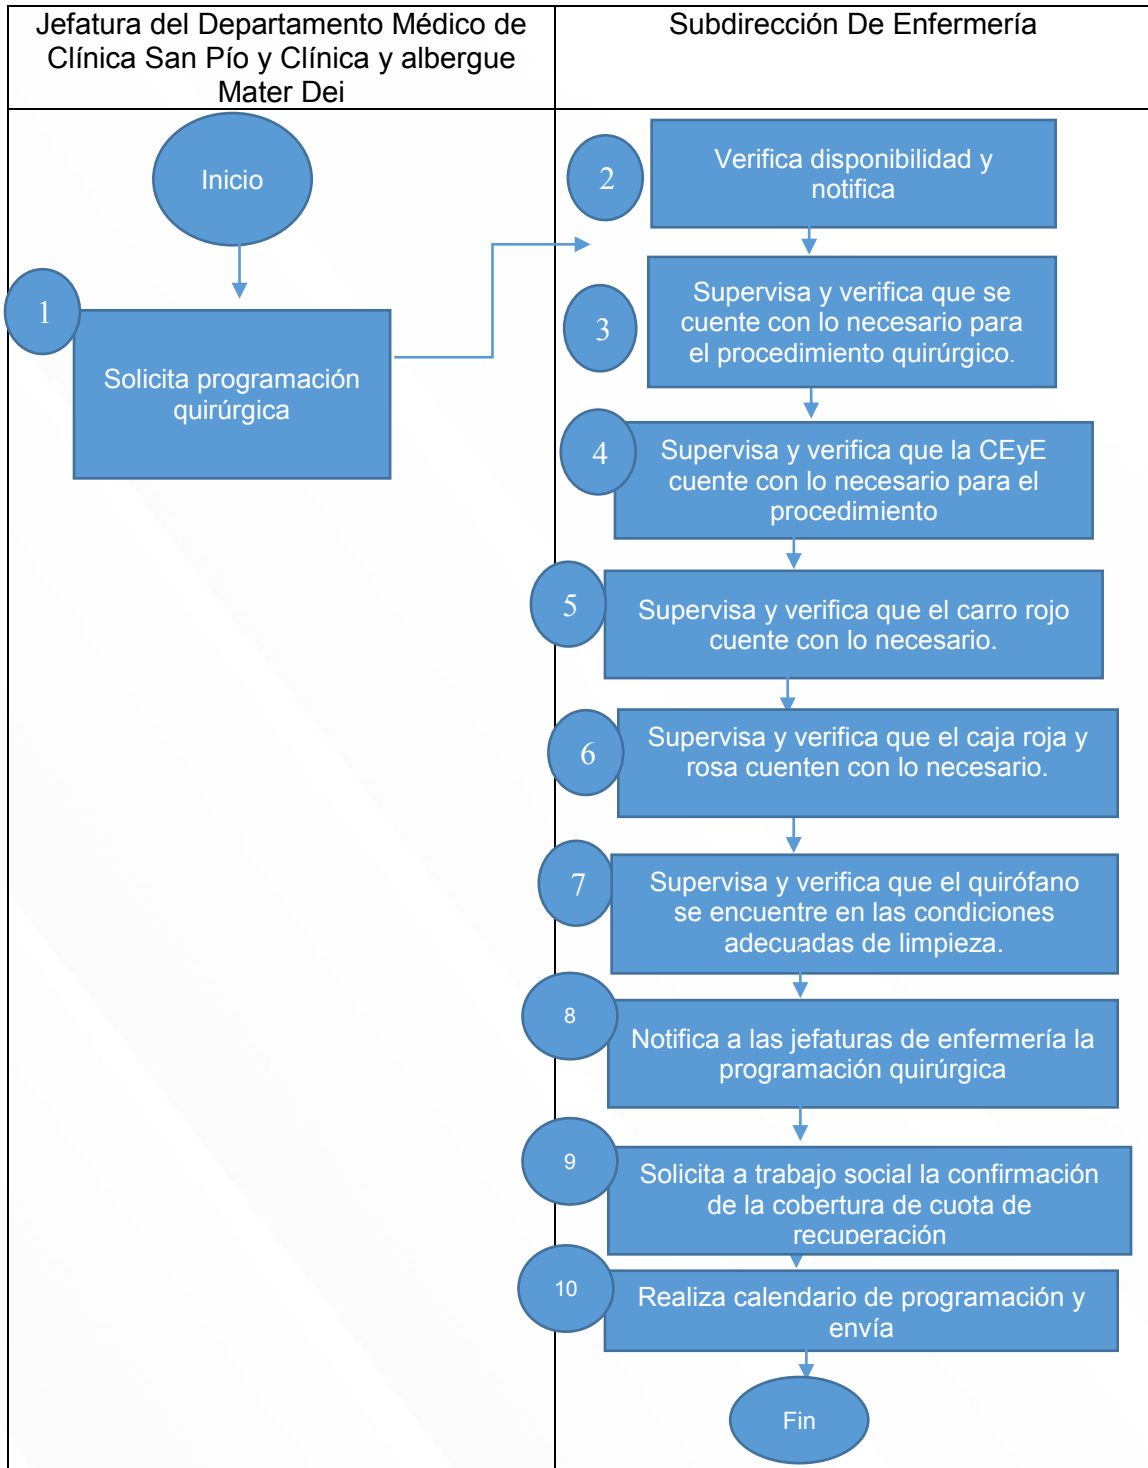 Jefatura del Departamento Médico de
Clínica San Pío y Clínica y albergue
Mater Dei
Subdirección De Enfermería
Inicio
1
Solicita programación
quirúrgica
2
Verifica disponibilidad y
notifica
3
Supervisa y verifica que se
cuente con lo necesario para
el procedimiento quirúrgico.
4
Supervisa y verifica que la CEyE
cuente con lo necesario para el
procedimiento
5
Supervisa y verifica que el carro rojo
cuente con lo necesario.
6
Supervisa y verifica que el caja roja y
rosa cuenten con lo necesario.
7
Supervisa y verifica que el quirófano
se encuentre en las condiciones
adecuadas de limpieza.
8
Notifica a las jefaturas de enfermería la
programación quirúrgica
9
Solicita a trabajo social la confirmación
de la cobertura de cuota de
recuperación
10
Realiza calendario de programación y
envía
Fin